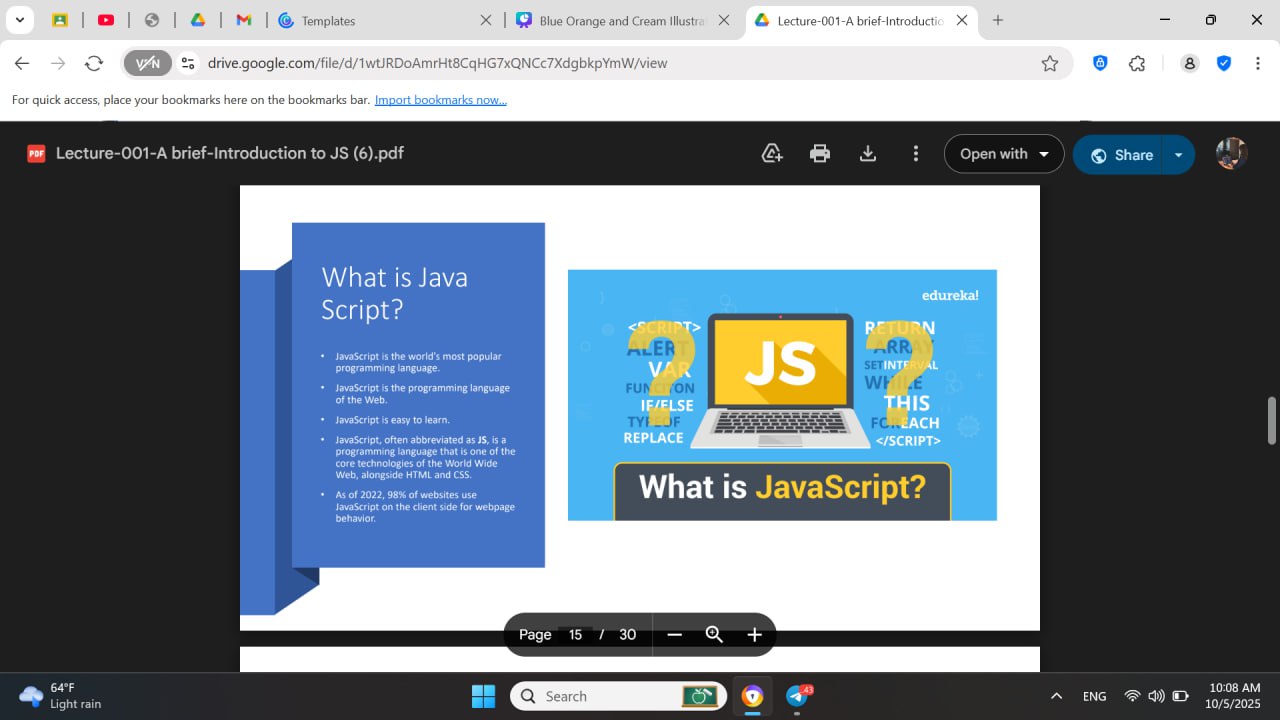 Templates
Blue Orange and Cream Illustra
Lecture-001-A brief-Introductio
VPN
drive.google.com/file/d/1wtJRDoAmrHt8CqHG7xQNCc7XdgbkpYmW/view
For quick access, place your bookmarks here on the bookmarks bar. Import bookmarks now...
PDF
Lecture-001-A brief-Introduction to JS (6).pdf
Open with
Share
What is Java
Script?
• JavaScript is the world's most popular
programming language.
• JavaScript is the programming language
of the Web.
• JavaScript is easy to learn.
• JavaScript, often abbreviated as JS, is a
programming language that is one of the
core technologies of the World Wide
Web, alongside HTML and CSS.
• As of 2022, 98% of websites use
JavaScript on the client side for webpage
behavior.
edureka!
<SCRIPT>
ALERT
VAR
FUNCITON
IF/ELSE
TYPEOF
REPLACE
?
JS
?
RETURN
ARRAY
SETINTERVAL
WHILE
THIS
FOREACH
</SCRIPT>
What is JavaScript?
Page 15 / 30
64°F
Light rain
Search
43
ENG
10:08 AM
10/5/2025